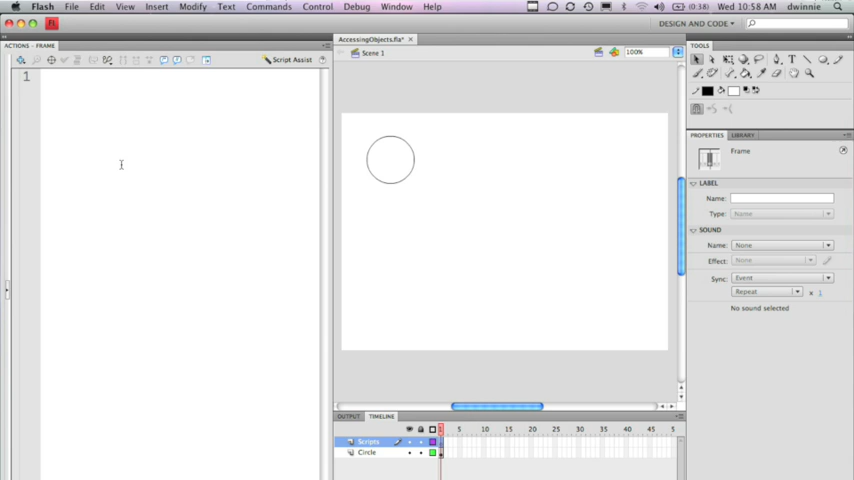 Flash File Edit View Insert Modify Text Commands Control Debug Window Help (0:38) Wed 10:58 AM dwinnie
FL DESIGN AND CODE
ACTIONS - FRAME AccessingObjects.fla* TOOLS
Script Assist Scene 1 100%
1
PROPERTIES LIBRARY
Frame
LABEL
Name:
Type: Name
SOUND
Name: None
Effect: None
Sync: Event
Repeat x 1
No sound selected
OUTPUT TIMELINE
1 5 10 15 20 25 30 35 40 45 5
Scripts
Circle